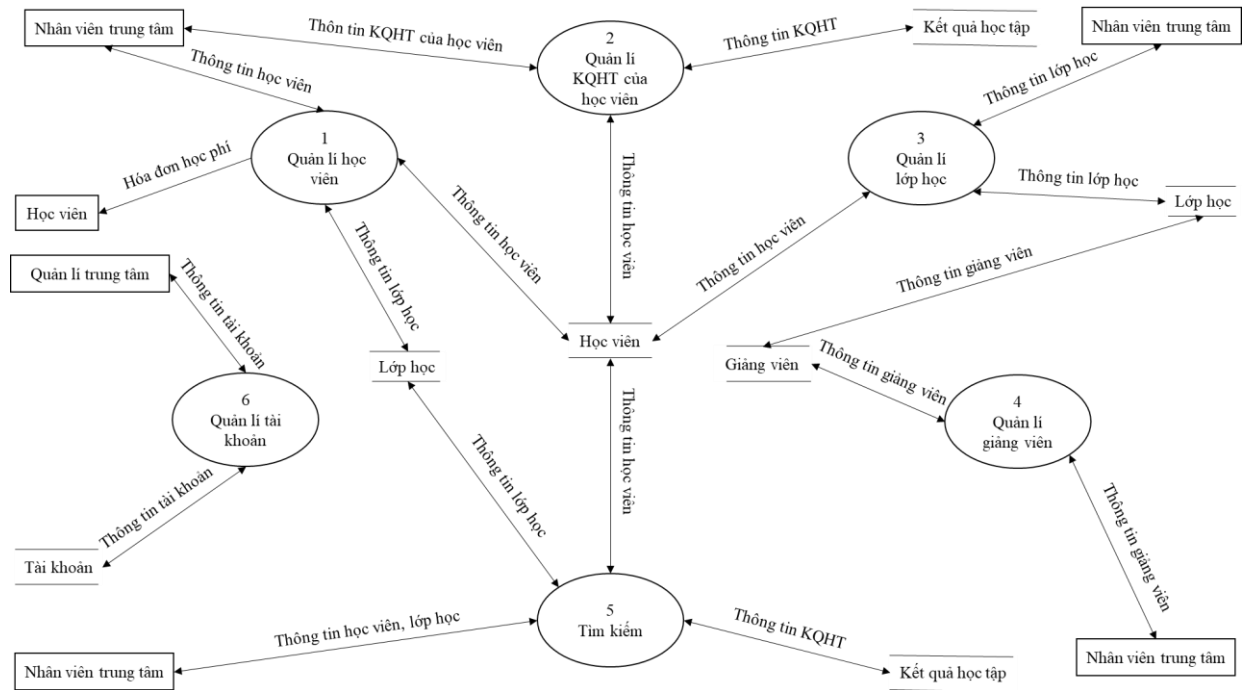 Nhân viên trung tâm
Thôn tin KQHT của học viên
2
Quản lí
KQHT của
học viên
Thông tin KQHT
Kết quả học tập
Nhân viên trung tâm
Thông tin học viên
Thông tin lớp học
1
Quản lí học
viên
3
Quản lí
lớp học
Hóa đơn học phí
Thông tin học viên
Thông tin lớp học
Học viên
Thông tin học viên
Thông tin lớp học
Thông tin học viên
Lớp học
Quản lí trung tâm
Thông tin tài khoản
Thông tin giảng viên
Lớp học
Học viên
Giảng viên
Thông tin giảng viên
6
Quản lí tài
khoản
4
Quản lí
giảng viên
Thông tin học viên
Thông tin lớp học
Thông tin tài khoản
Thông tin giảng viên
Tài khoản
5
Tìm kiếm
Thông tin học viên, lớp học
Thông tin KQHT
Nhân viên trung tâm
Kết quả học tập
Nhân viên trung tâm